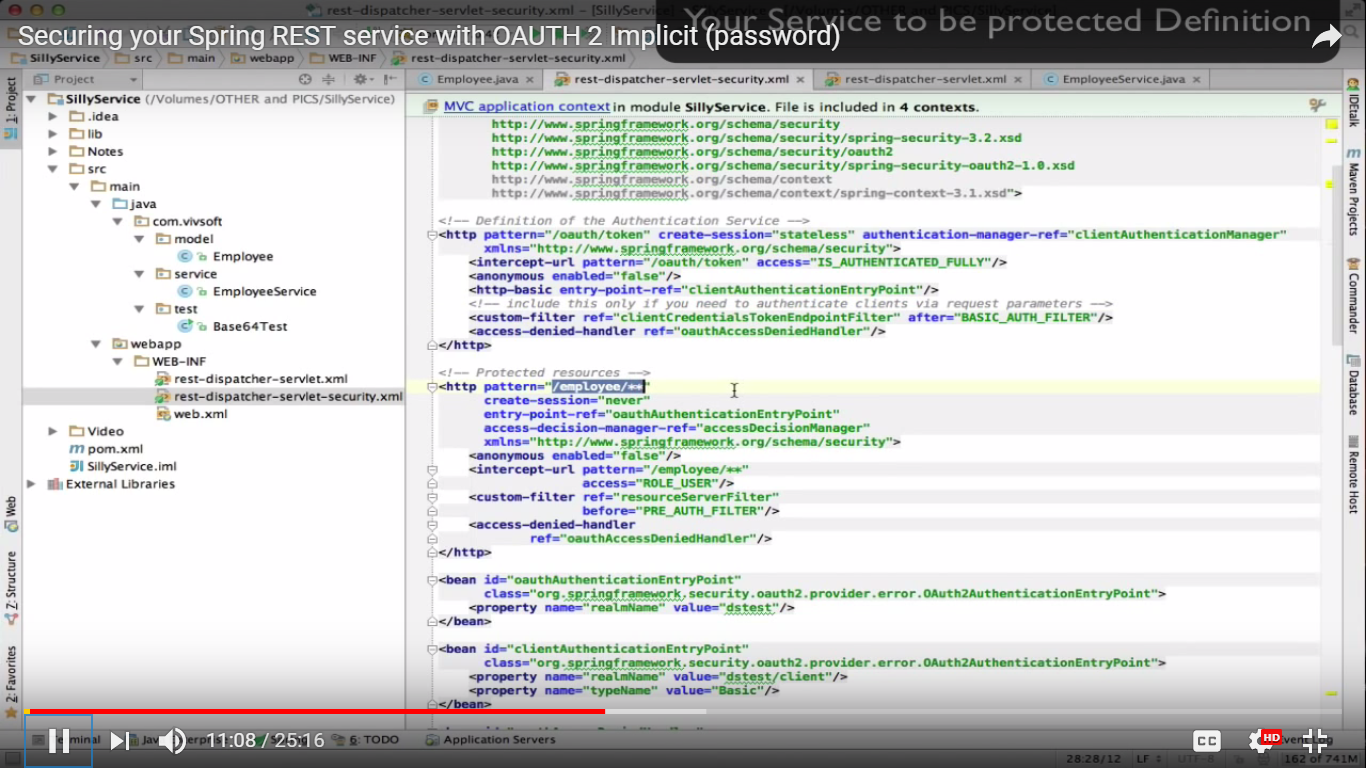 rest-dispatcher-servlet-security.xml - [SillyService] - SillyService
Your Service to be protected Definition
Securing your Spring REST service with OAUTH 2 Implicit (password)
SillyService src main webapp WEB-INF rest-dispatcher-servlet-security.xml
Project
Employee.java rest-dispatcher-servlet-security.xml rest-dispatcher-servlet.xml EmployeeService.java
1: Project
SillyService (/Volumes/OTHER and PICS/SillyService)
.idea
lib
Notes
src
main
java
com.vivsoft
model
Employee
service
EmployeeService
test
Base64Test
webapp
WEB-INF
rest-dispatcher-servlet.xml
rest-dispatcher-servlet-security.xml
web.xml
Video
pom.xml
SillyService.iml
External Libraries
Web
Z: Structure
2: Favorites
MVC application context in module SillyService. File is included in 4 contexts.
http://www.springframework.org/schema/security
http://www.springframework.org/schema/security/spring-security-3.2.xsd
http://www.springframework.org/schema/security/oauth2
http://www.springframework.org/schema/security/spring-security-oauth2-1.0.xsd
http://www.springframework.org/schema/context
http://www.springframework.org/schema/context/spring-context-3.1.xsd">
<!-- Definition of the Authentication Service -->
<http pattern="/oauth/token" create-session="stateless" authentication-manager-ref="clientAuthenticationManager"
xmlns="http://www.springframework.org/schema/security">
<intercept-url pattern="/oauth/token" access="IS_AUTHENTICATED_FULLY"/>
<anonymous enabled="false"/>
<http-basic entry-point-ref="clientAuthenticationEntryPoint"/>
<!-- include this only if you need to authenticate clients via request parameters -->
<custom-filter ref="clientCredentialsTokenEndpointFilter" after="BASIC_AUTH_FILTER"/>
<access-denied-handler ref="oauthAccessDeniedHandler"/>
</http>
<!-- Protected resources -->
<http pattern="/employee/**"
create-session="never"
entry-point-ref="oauthAuthenticationEntryPoint"
access-decision-manager-ref="accessDecisionManager"
xmlns="http://www.springframework.org/schema/security">
<anonymous enabled="false"/>
<intercept-url pattern="/employee/**"
access="ROLE_USER"/>
<custom-filter ref="resourceServerFilter"
before="PRE_AUTH_FILTER"/>
<access-denied-handler
ref="oauthAccessDeniedHandler"/>
</http>
<bean id="oauthAuthenticationEntryPoint"
class="org.springframework.security.oauth2.provider.error.OAuth2AuthenticationEntryPoint">
<property name="realmName" value="dstest"/>
</bean>
<bean id="clientAuthenticationEntryPoint"
class="org.springframework.security.oauth2.provider.error.OAuth2AuthenticationEntryPoint">
<property name="realmName" value="dstest/client"/>
<property name="typeName" value="Basic"/>
</bean>
IDEtalk
Maven Projects
Commander
Database
Remote Host
11:08 / 25:16
6: TODO
Application Servers
CC
HD
28:28/12 LF UTF-8 162 of 741M